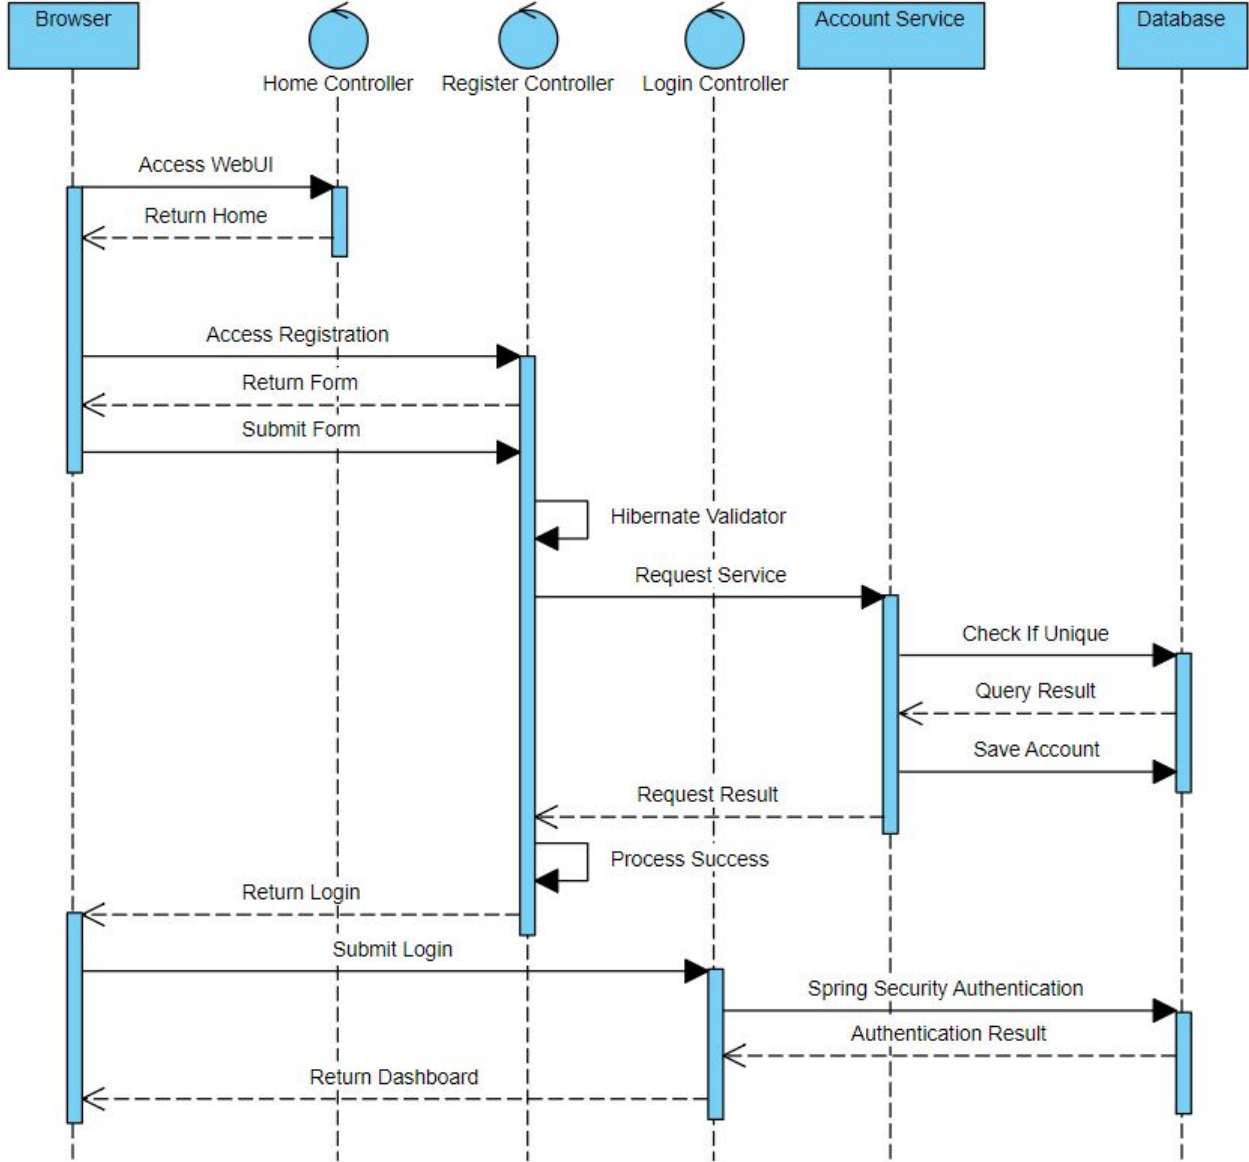 Browser
Account Service
Database
Home Controller
Register Controller
Login Controller
Access WebUI
Return Home
Access Registration
Return Form
Submit Form
Hibernate Validator
Request Service
Check If Unique
Query Result
Save Account
Request Result
Process Success
Return Login
Submit Login
Spring Security Authentication
Authentication Result
Return Dashboard